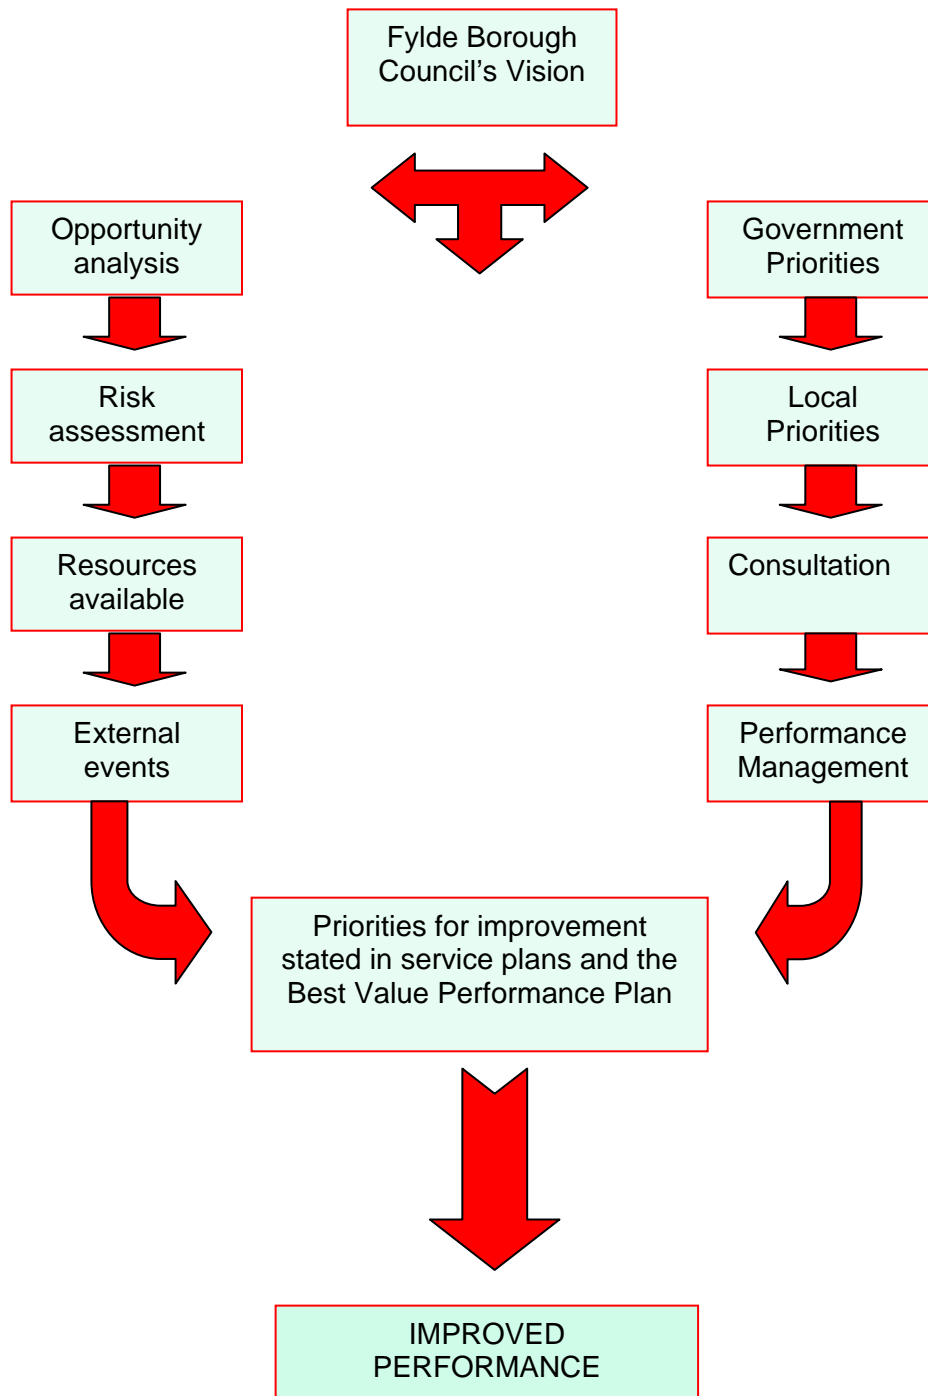 Fylde Borough
Council’s Vision
Opportunity
analysis
Government
Priorities
Risk
assessment
Local
Priorities
Resources
available
Consultation
External
events
Performance
Management
Priorities for improvement
stated in service plans and the
Best Value Performance Plan
IMPROVED
PERFORMANCE